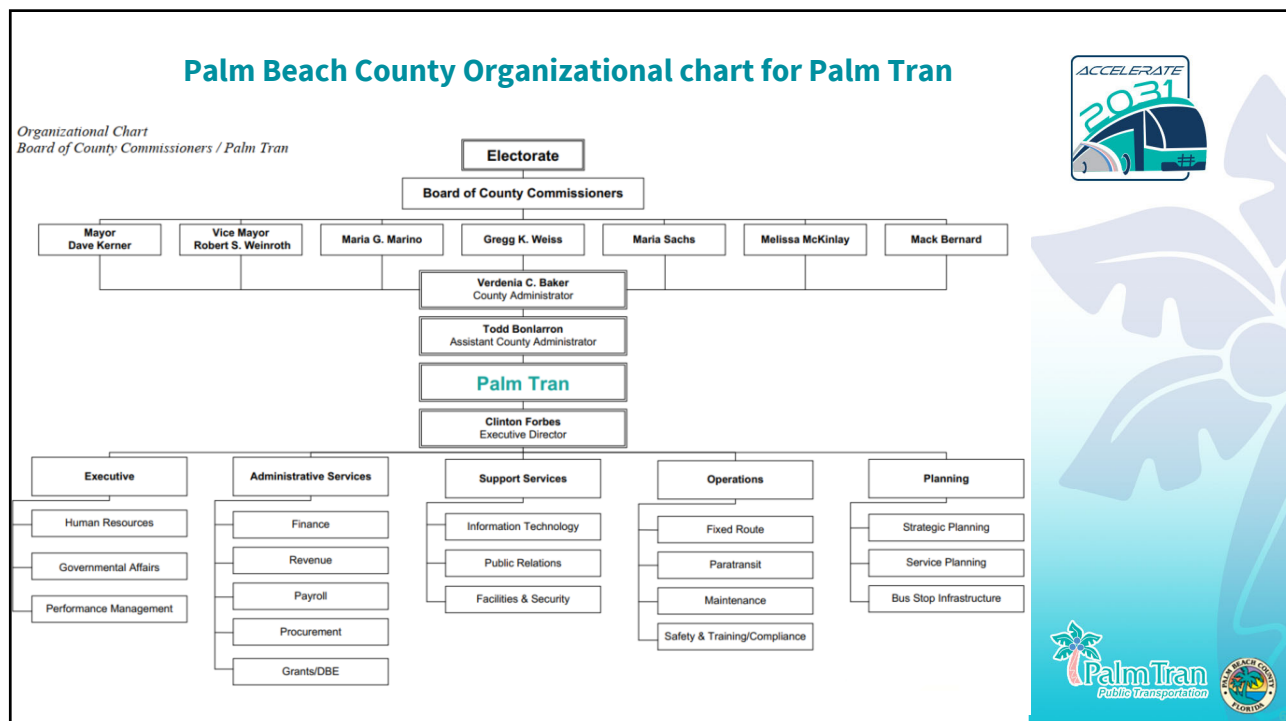 Palm Beach County Organizational chart for Palm Tran
ACCELERATE
2031
Organizational Chart
Board of County Commissioners / Palm Tran
Electorate
Board of County Commissioners
Mayor
Dave Kerner
Vice Mayor
Robert S. Weinroth
Maria G. Marino
Gregg K. Weiss
Maria Sachs
Melissa McKinlay
Mack Bernard
Verdenia C. Baker
County Administrator
Todd Bonlarron
Assistant County Administrator
Palm Tran
Clinton Forbes
Executive Director
Executive
Human Resources
Governmental Affairs
Performance Management
Administrative Services
Finance
Revenue
Payroll
Procurement
Grants/DBE
Support Services
Information Technology
Public Relations
Facilities & Security
Operations
Fixed Route
Paratransit
Maintenance
Safety & Training/Compliance
Planning
Strategic Planning
Service Planning
Bus Stop Infrastructure
Palm Tran
Public Transportation
PALM BEACH COUNTY
FLORIDA